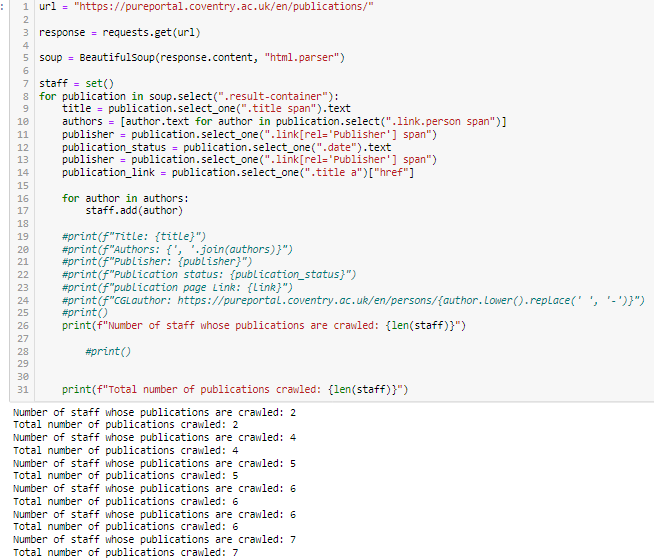 : 1 url = "https://pureportal.coventry.ac.uk/en/publications/"
2
3 response = requests.get(url)
4
5 soup = BeautifulSoup(response.content, "html.parser")
6
7 staff = set()
8 for publication in soup.select(".result-container"):
9     title = publication.select_one(".title span").text
10     authors = [author.text for author in publication.select(".link.person span")]
11     publisher = publication.select_one(".link[rel='Publisher'] span")
12     publication_status = publication.select_one(".date").text
13     publisher = publication.select_one(".link[rel='Publisher'] span")
14     publication_link = publication.select_one(".title a")["href"]
15
16     for author in authors:
17         staff.add(author)
18
19     #print(f"Title: {title}")
20     #print(f"Authors: {', '.join(authors)}")
21     #print(f"Publisher: {publisher}")
22     #print(f"Publication status: {publication_status}")
23     #print(f"publication page Link: {link}")
24     #print(f"CGLauthor: https://pureportal.coventry.ac.uk/en/persons/{author.lower().replace(' ', '-')}")
25     #print()
26     print(f"Number of staff whose publications are crawled: {len(staff)}")
27
28         #print()
29
30
31     print(f"Total number of publications crawled: {len(staff)}")
Number of staff whose publications are crawled: 2
Total number of publications crawled: 2
Number of staff whose publications are crawled: 4
Total number of publications crawled: 4
Number of staff whose publications are crawled: 5
Total number of publications crawled: 5
Number of staff whose publications are crawled: 6
Total number of publications crawled: 6
Number of staff whose publications are crawled: 6
Total number of publications crawled: 6
Number of staff whose publications are crawled: 7
Total number of publications crawled: 7